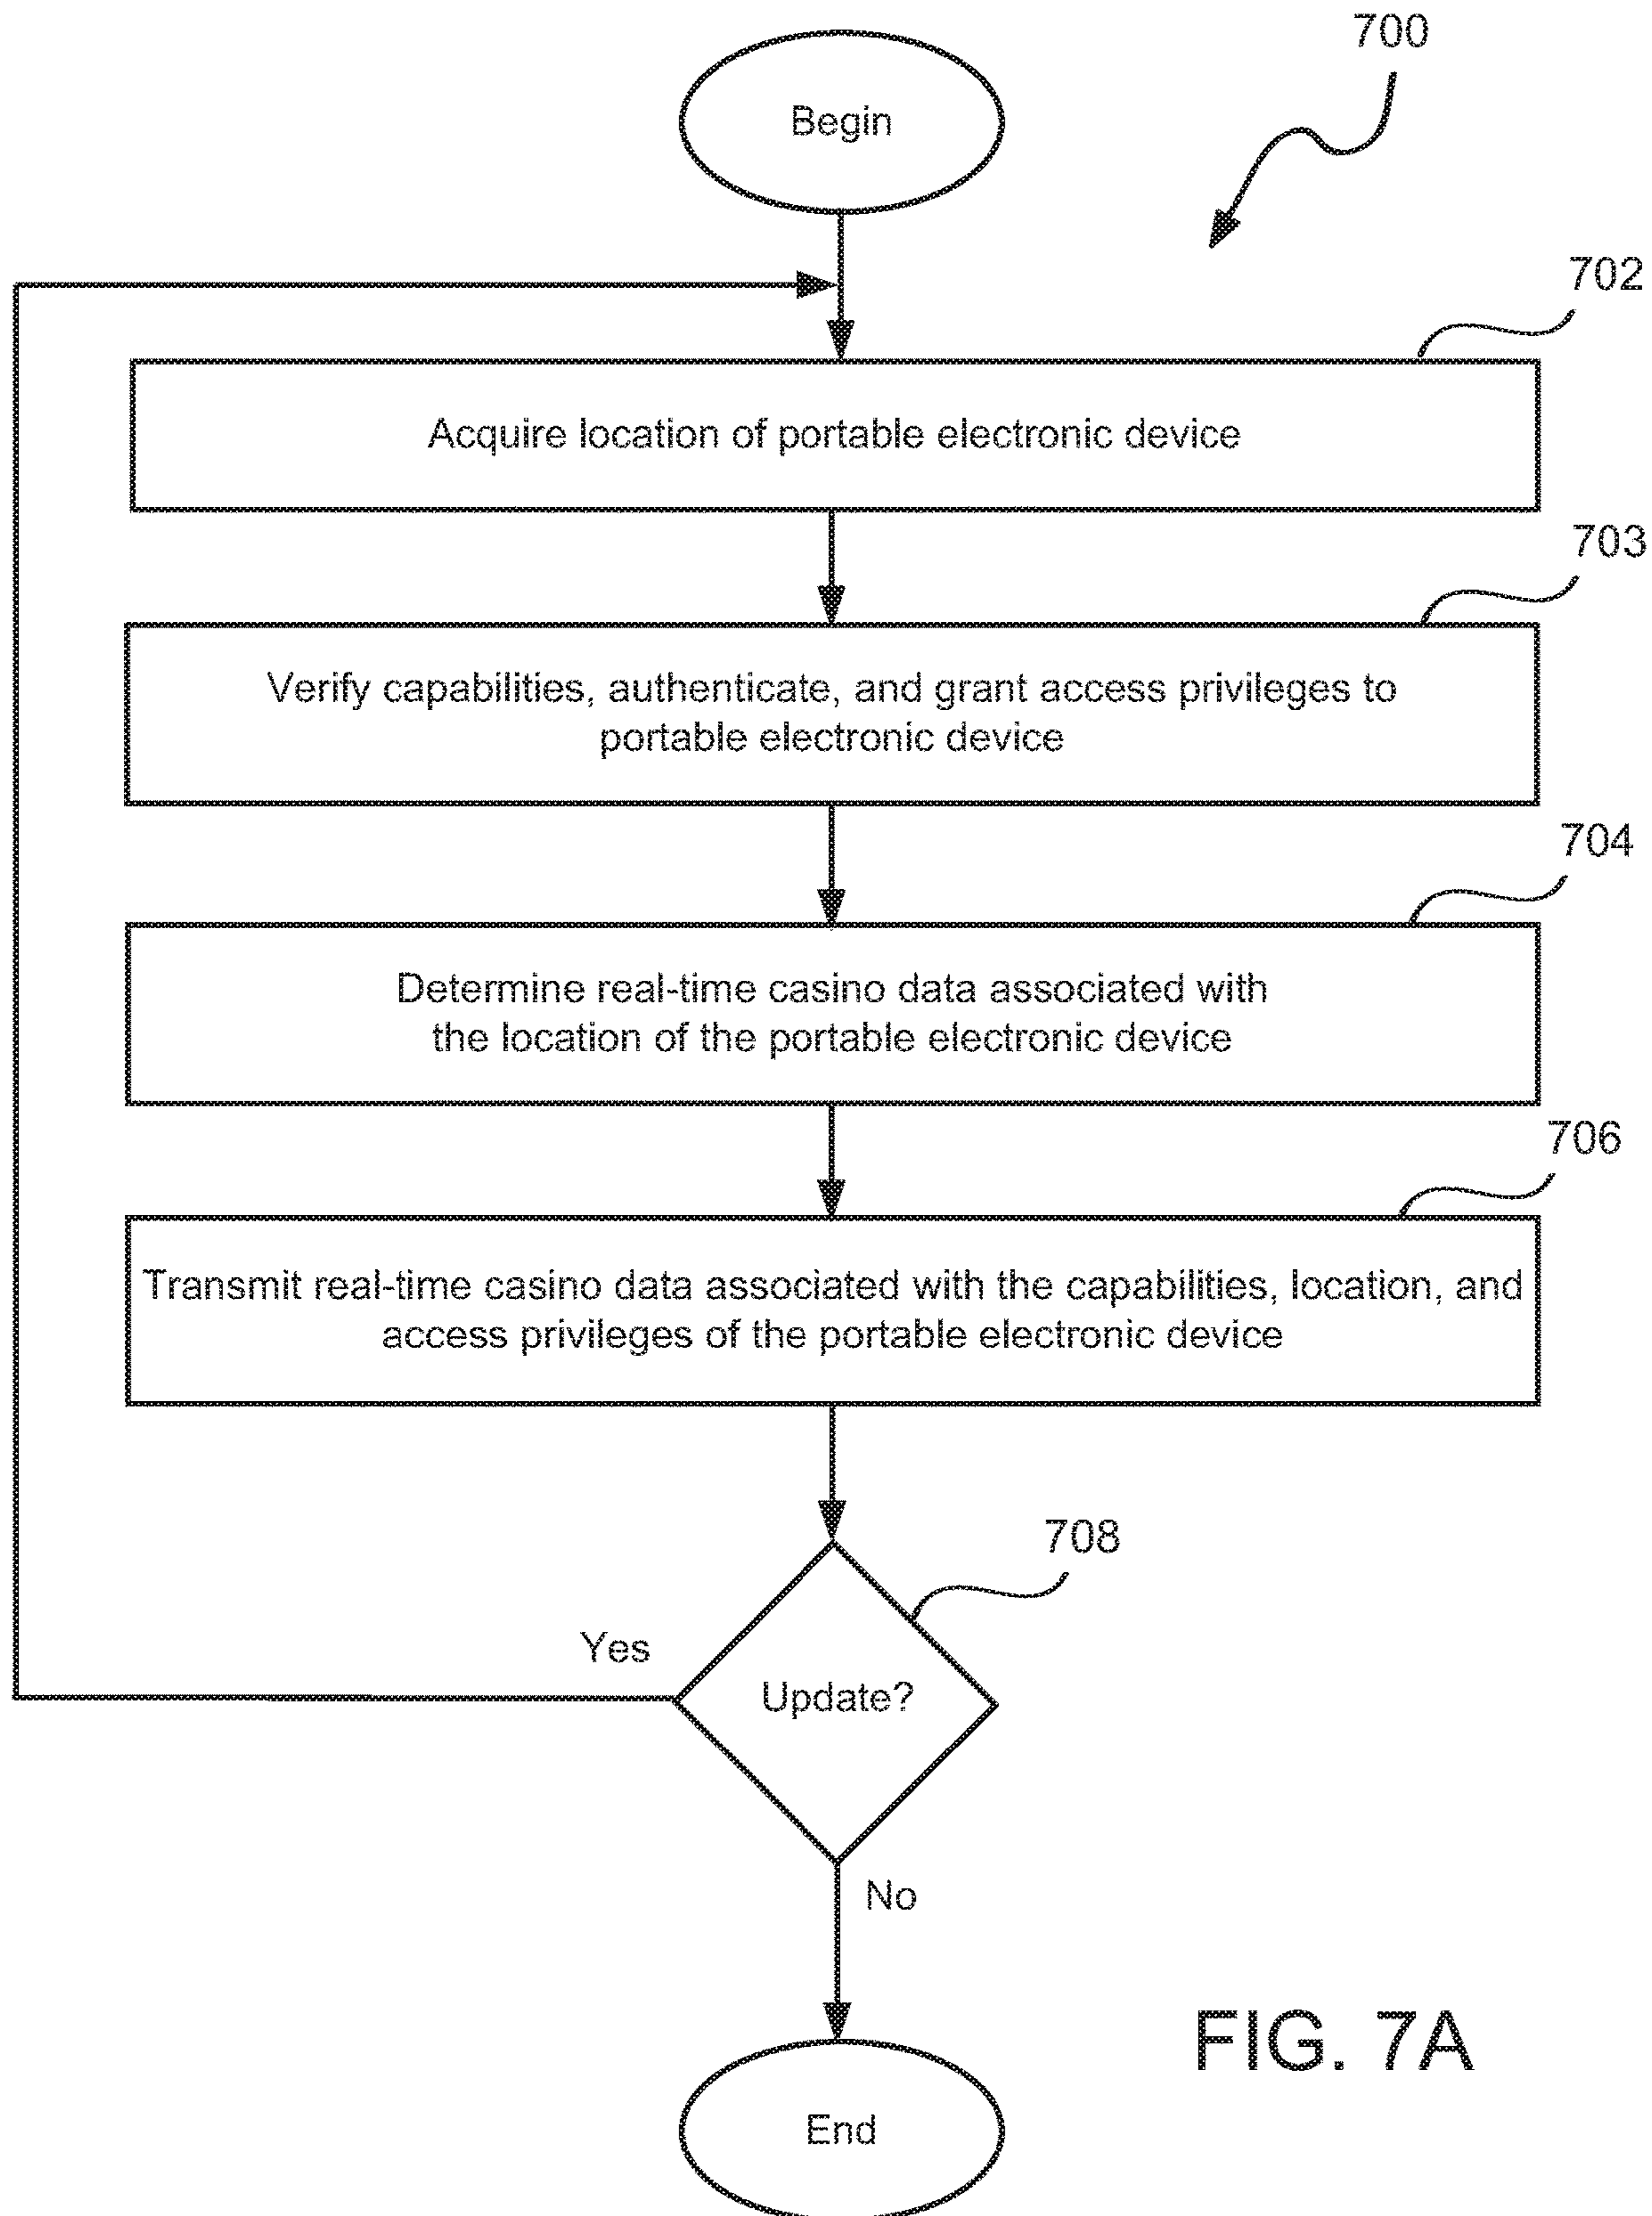 700
Begin
702
Acquire location of portable electronic device
703
Verify capabilities, authenticate, and grant access privileges to
portable electronic device
704
Determine real-time casino data associated with
the location of the portable electronic device
706
Transmit real-time casino data associated with the capabilities, location, and
access privileges of the portable electronic device
708
Yes
Update?
No
FIG. 7A
End